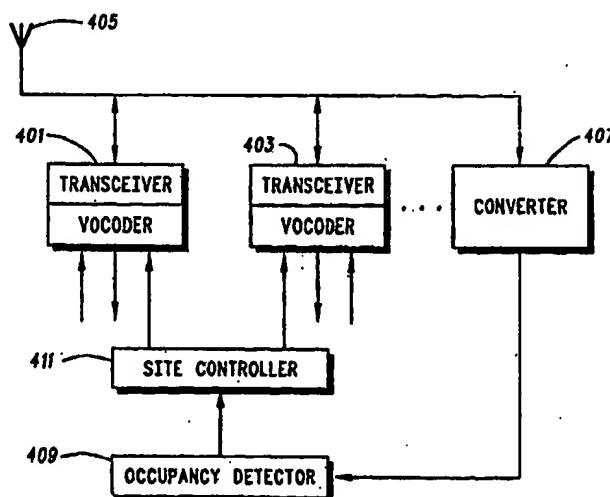 405
401
TRANSCEIVER
VOCODER
403
TRANSCEIVER
VOCODER
...
407
CONVERTER
411
SITE CONTROLLER
409
OCCUPANCY DETECTOR